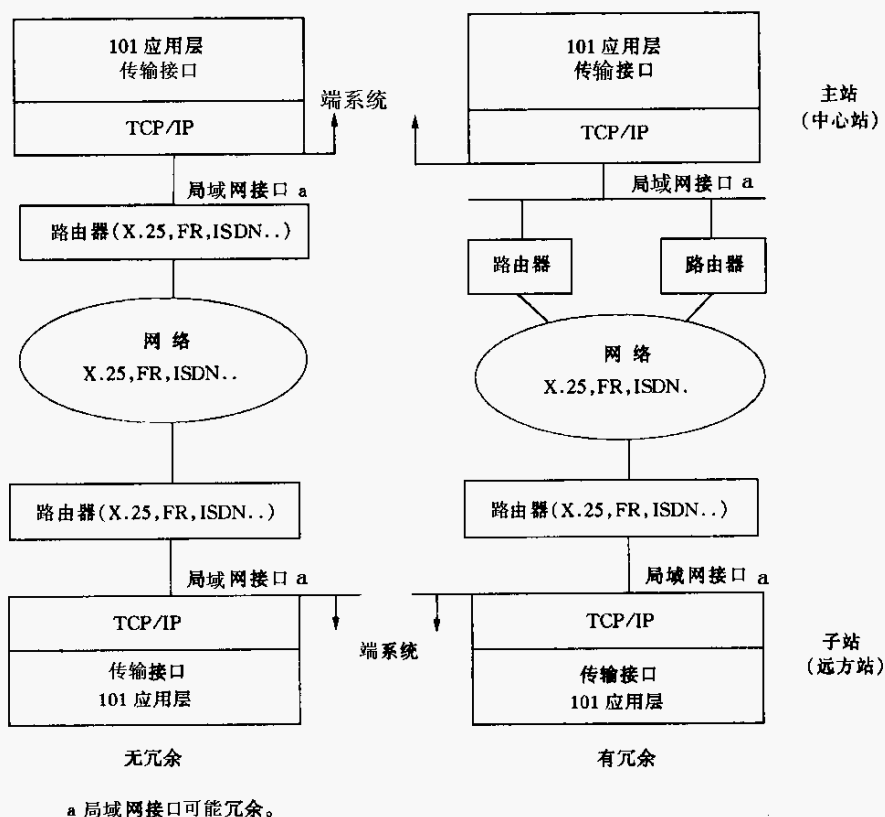 101 应用层
传输接口
TCP/IP
端系统
局域网接口 a
路由器(X.25,FR,ISDN..)
网 络
X.25,FR,ISDN..
路由器(X.25,FR,ISDN..)
局域网接口 a
TCP/IP
传输接口
101 应用层
无冗余
101 应用层
传输接口
TCP/IP
局域网接口 a
路由器
路由器
网 络
X.25,FR,ISDN.
路由器(X.25,FR,ISDN..)
局域网接口 a
TCP/IP
端系统
传输接口
101 应用层
有冗余
主站
(中心站)
子站
(远方站)
a 局域网接口可能冗余。